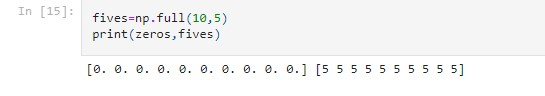 In [15]:
fives=np.full(10,5)
print(zeros,fives)
[0. 0. 0. 0. 0. 0. 0. 0. 0. 0.] [5 5 5 5 5 5 5 5 5 5]